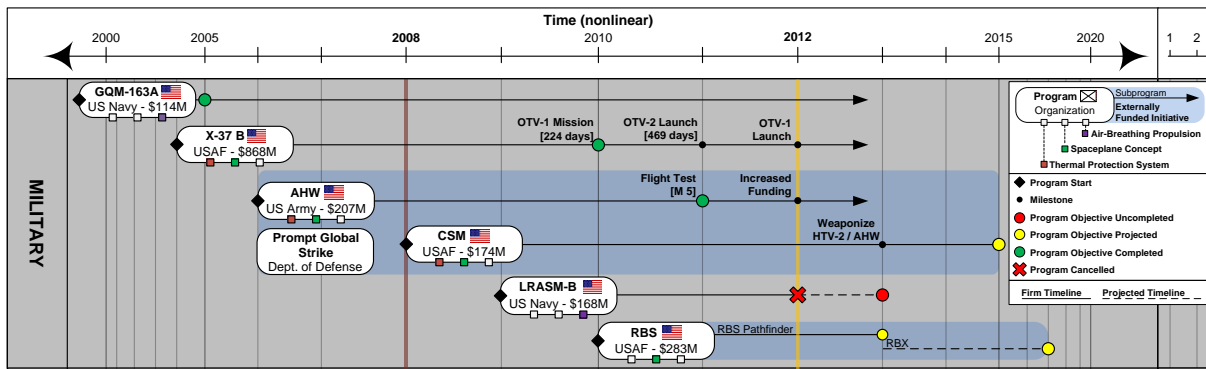 Time (nonlinear)
2000
2005
2008
2010
2012
2015
2020
1
2
MILITARY
GQM-163A
US Navy - $114M
X-37 B
USAF - $868M
OTV-1 Mission
[224 days]
OTV-2 Launch
[469 days]
OTV-1
Launch
AHW
US Army - $207M
Flight Test
[M 5]
Increased
Funding
Prompt Global
Strike
Dept. of Defense
CSM
USAF - $174M
Weaponize
HTV-2 / AHW
LRASM-B
US Navy - $168M
RBS
USAF - $283M
RBS Pathfinder
RBX
Program
Organization
Subprogram
Externally
Funded Initiative
Air-Breathing Propulsion
Spaceplane Concept
Thermal Protection System
Program Start
Milestone
Program Objective Uncompleted
Program Objective Projected
Program Objective Completed
Program Cancelled
Firm Timeline
Projected Timeline